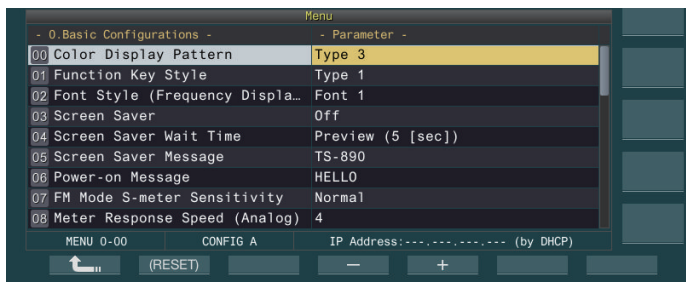 Menu
- 0.Basic Configurations - - Parameter -
00 Color Display Pattern Type 3
01 Function Key Style Type 1
02 Font Style (Frequency Displa… Font 1
03 Screen Saver Off
04 Screen Saver Wait Time Preview (5 [sec])
05 Screen Saver Message TS-890
06 Power-on Message HELLO
07 FM Mode S-meter Sensitivity Normal
08 Meter Response Speed (Analog) 4
MENU 0-00 CONFIG A IP Address:---.---.---.--- (by DHCP)
(RESET) − +